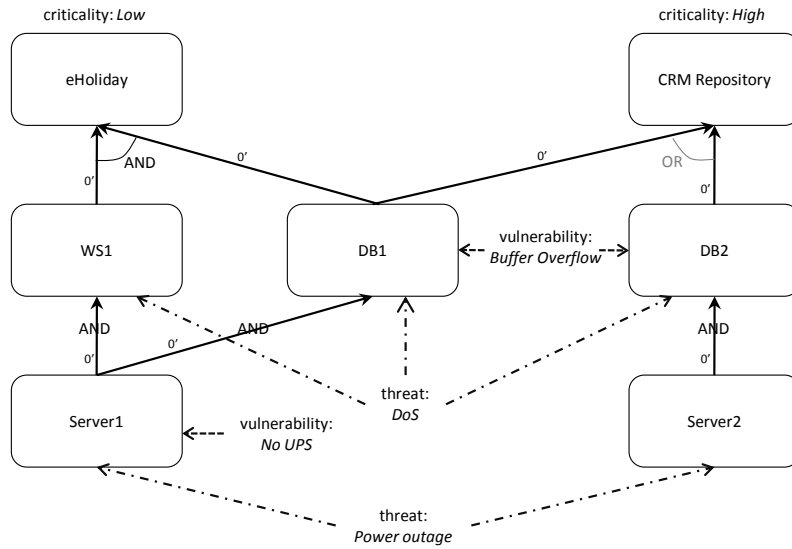 criticality: Low
criticality: High
eHoliday
CRM Repository
0’
0’
AND
OR
0’
0’
WS1
DB1
vulnerability:
Buffer Overflow
DB2
AND
AND
AND
0’
0’
0’
Server1
threat:
DoS
Server2
vulnerability:
No UPS
threat:
Power outage